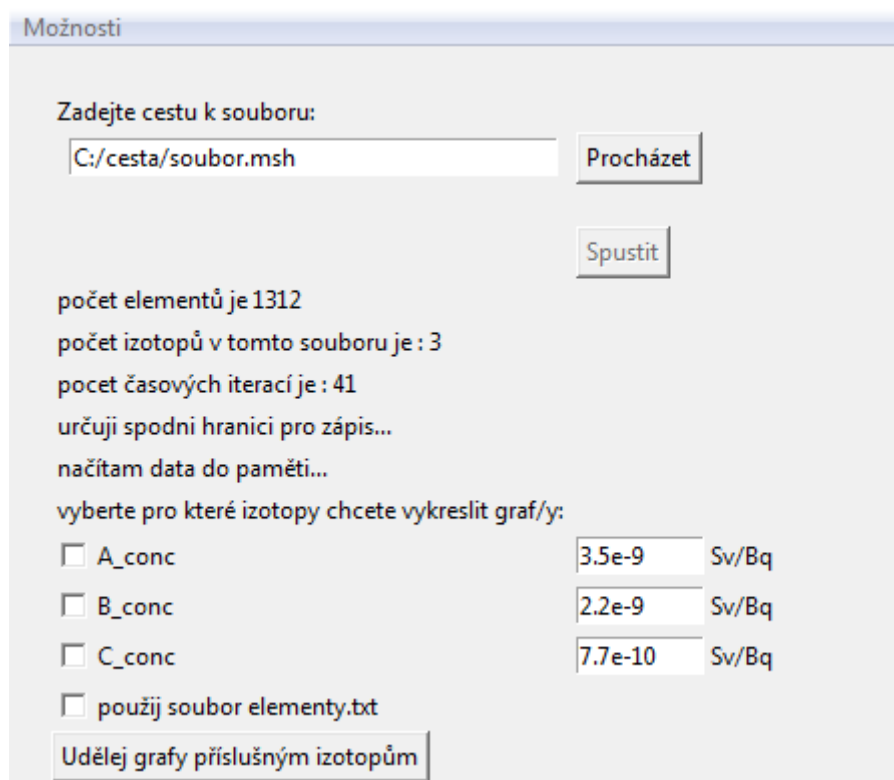 Možnosti
Zadejte cestu k souboru:
C:/cesta/soubor.msh Procházet
Spustit
počet elementů je 1312
počet izotopů v tomto souboru je : 3
pocet časových iterací je : 41
určuji spodni hranici pro zápis...
načítam data do paměti...
vyberte pro které izotopy chcete vykreslit graf/y:
A_conc 3.5e-9 Sv/Bq
B_conc 2.2e-9 Sv/Bq
C_conc 7.7e-10 Sv/Bq
použij soubor elementy.txt
Udělej grafy příslušným izotopům